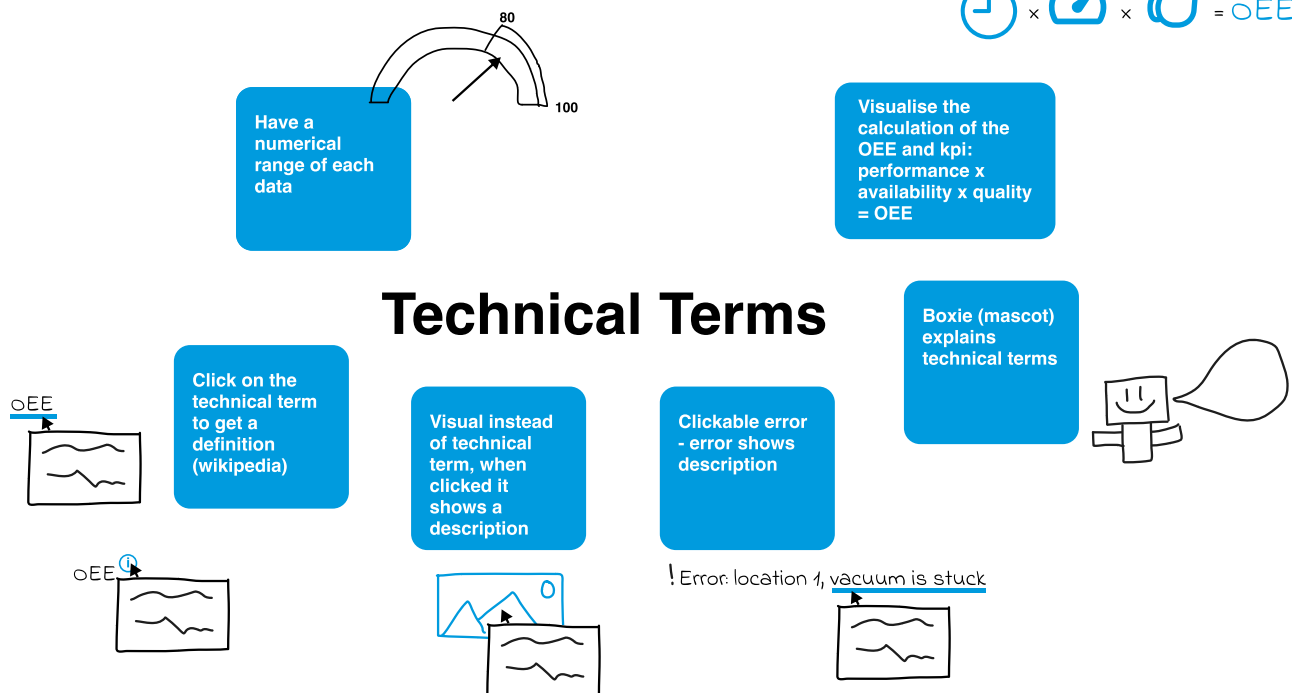 80
100
× × = OEE
Have a
numerical
range of each
data
Visualise the
calculation of the
OEE and kpi:
performance x
availability x quality
= OEE
Technical Terms
Boxie (mascot)
explains
technical terms
OEE
Click on the
technical term
to get a
definition
(wikipedia)
Visual instead
of technical
term, when
clicked it
shows a
description
Clickable error
- error shows
description
OEE i
! Error: location 1, vacuum is stuck